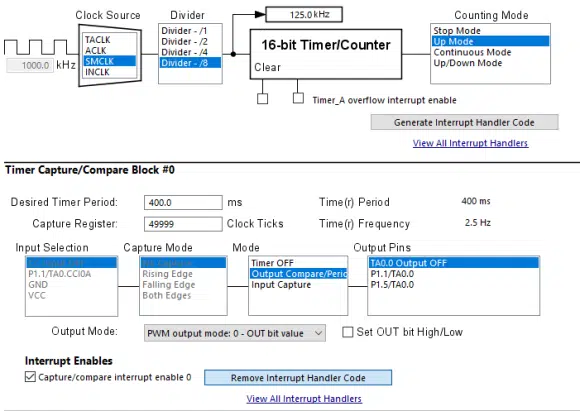 Clock Source
Divider
125.0 kHz
Counting Mode
TACLK
ACLK
SMCLK
INCLK
1000.0 kHz
Divider - /1
Divider - /2
Divider - /4
Divider - /8
16-bit Timer/Counter
Clear
Stop Mode
Up Mode
Continuous Mode
Up/Down Mode
Timer_A overflow interrupt enable
Generate Interrupt Handler Code
View All Interrupt Handlers
Timer Capture/Compare Block #0
Desired Timer Period: 400.0 ms Time(r) Period 400 ms
Capture Register: 49999 Clock Ticks Time(r) Frequency 2.5 Hz
Input Selection
P1.1/TA0.CCI0A
GND
VCC
Capture Mode
Rising Edge
Falling Edge
Both Edges
Mode
Timer OFF
Output Compare/Perio
Input Capture
Output Pins
TA0.0 Output OFF
P1.1/TA0.0
P1.5/TA0.0
Output Mode: PWM output mode: 0 - OUT bit value Set OUT bit High/Low
Interrupt Enables
Capture/compare interrupt enable 0 Remove Interrupt Handler Code
View All Interrupt Handlers